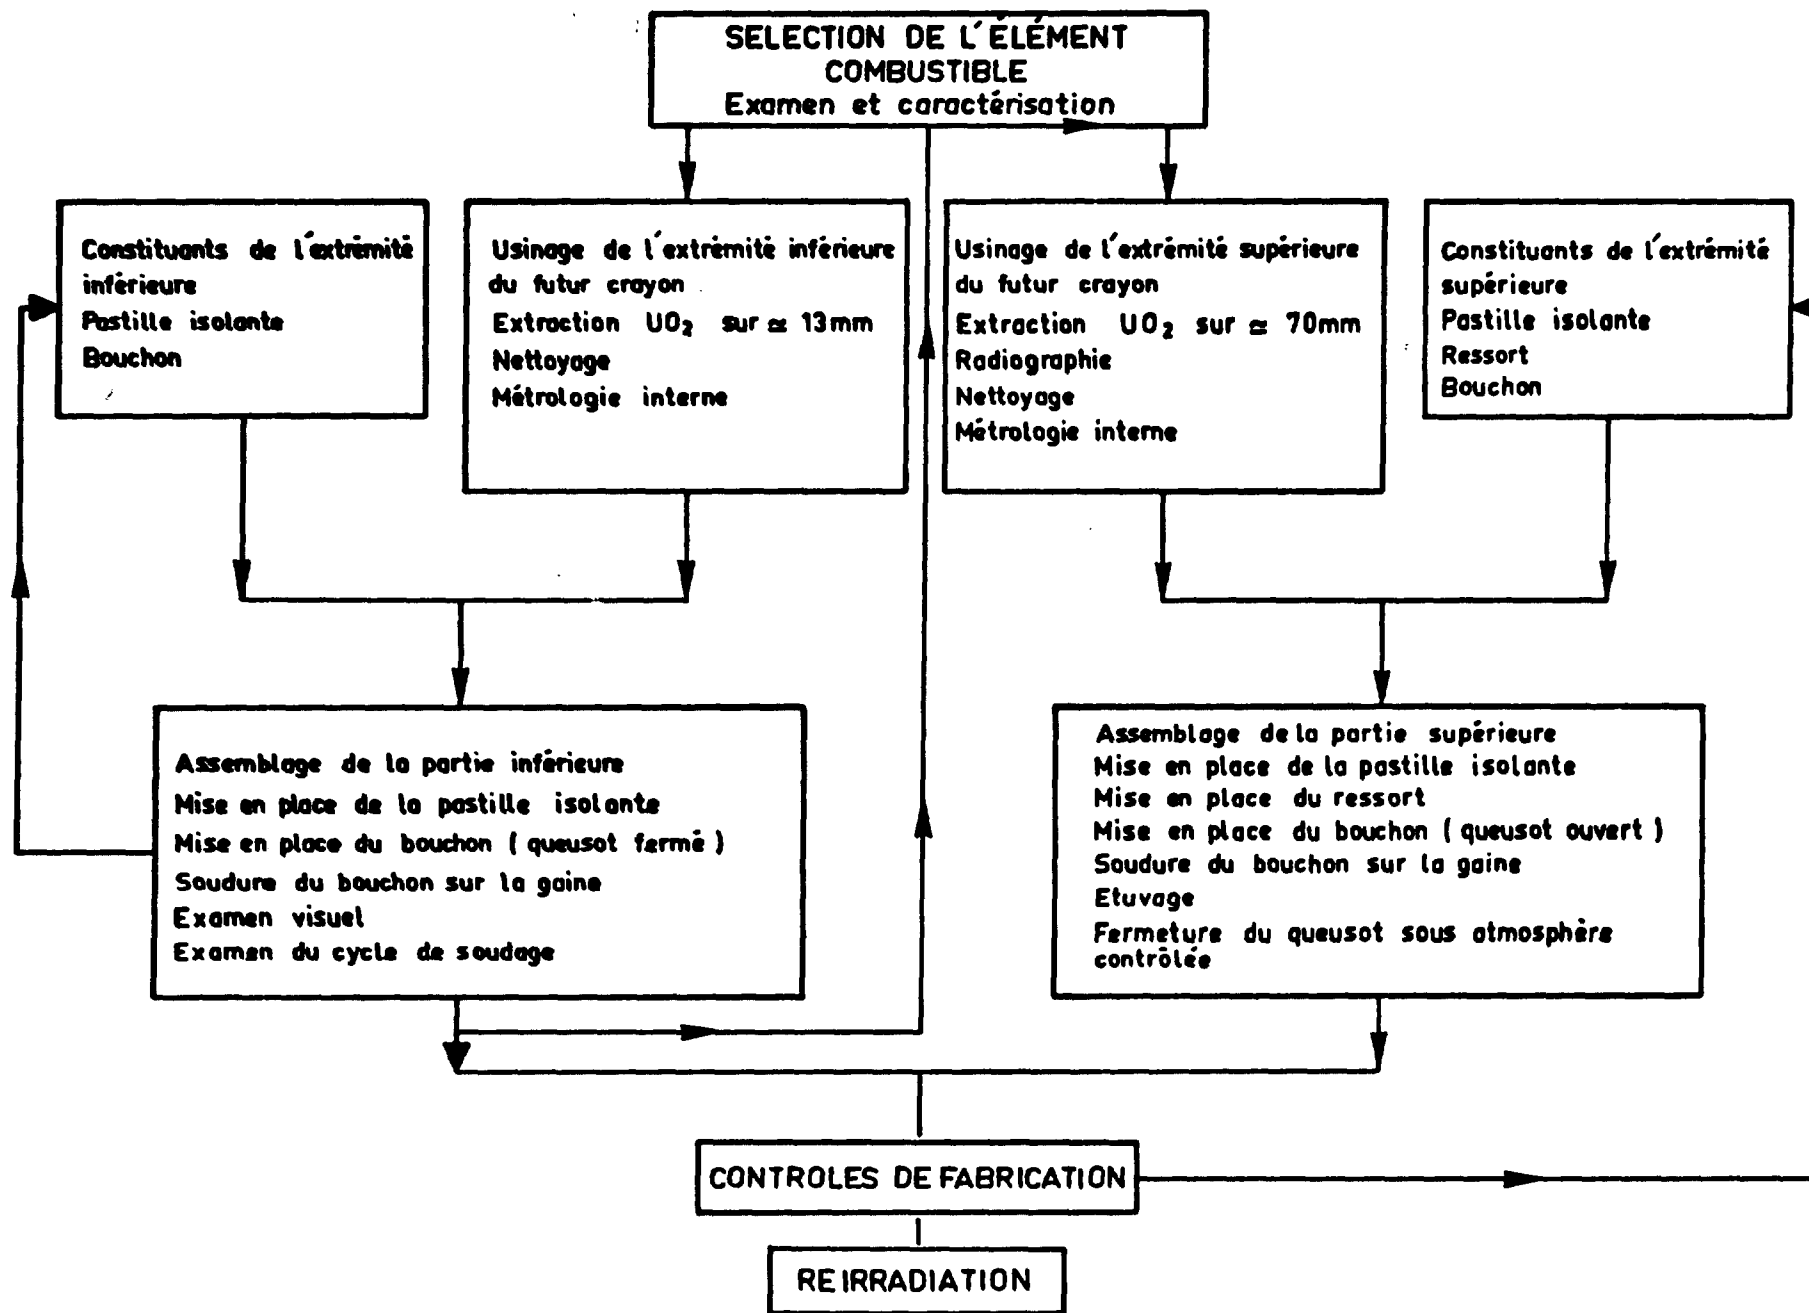 SELECTION DE L'ÉLÉMENT
COMBUSTIBLE
Examen et caractérisation
Constituants de l'extrémité
inférieure
Pastille isolante
Bouchon
Usinage de l'extrémité inférieure
du futur crayon
Extraction UO₂ sur ≃ 13mm
Nettoyage
Métrologie interne
Usinage de l'extrémité supérieure
du futur crayon
Extraction UO₂ sur ≃ 70mm
Radiographie
Nettoyage
Métrologie interne
Constituants de l'extrémité
supérieure
Pastille isolante
Ressort
Bouchon
Assemblage de la partie inférieure
Mise en place de la pastille isolante
Mise en place du bouchon ( queusot fermé )
Soudure du bouchon sur la gaine
Examen visuel
Examen du cycle de soudage
Assemblage de la partie supérieure
Mise en place de la pastille isolante
Mise en place du ressort
Mise en place du bouchon ( queusot ouvert )
Soudure du bouchon sur la gaine
Etuvage
Fermeture du queusot sous atmosphère
contrôlée
CONTROLES DE FABRICATION
REIRRADIATION